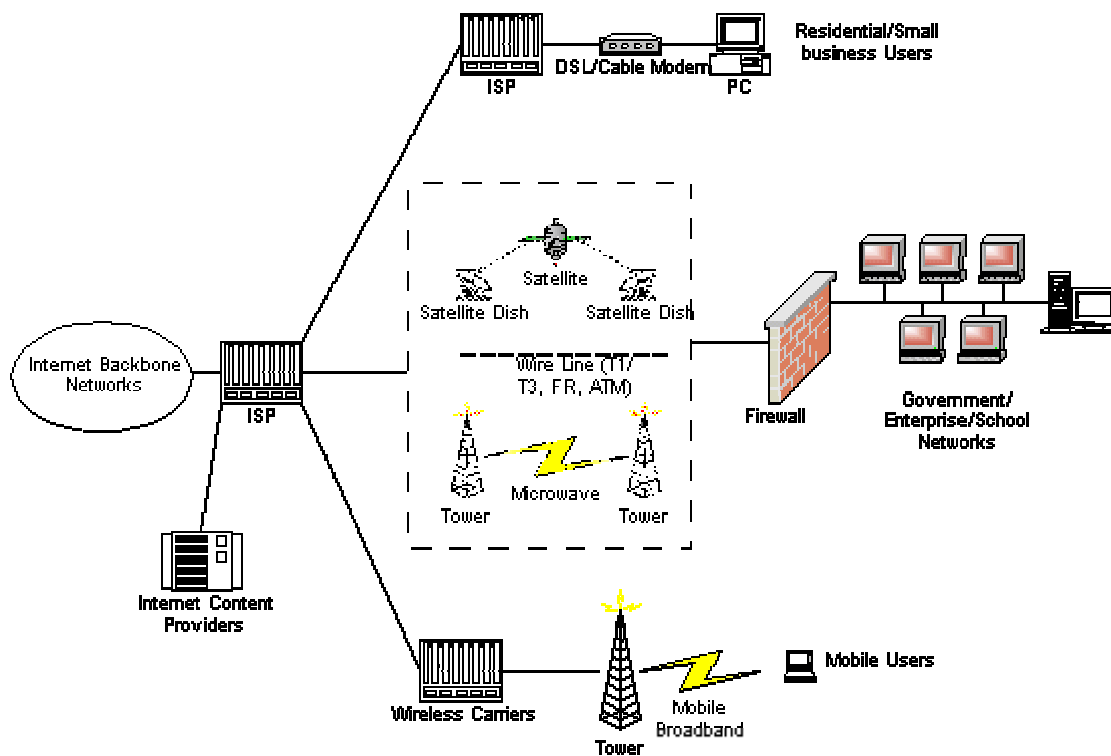 Residential/Small
business Users
DSL/Cable Modem
ISP
PC
Satellite
Satellite Dish
Satellite Dish
Internet Backbone
Networks
ISP
Wire Line (T1/
T3, FR, ATM)
Firewall
Government/
Enterprise/School
Networks
Microwave
Tower
Tower
Internet Content
Providers
Mobile Users
Wireless Carriers
Mobile
Broadband
Tower